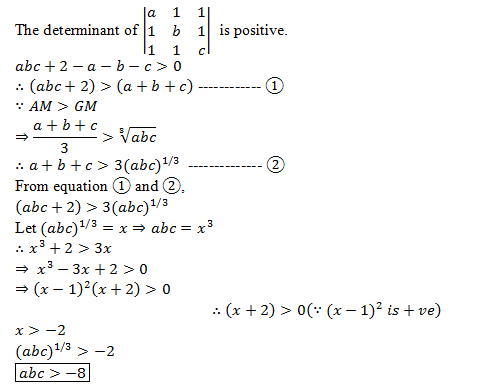 The determinant of |a 1 1| is positive.
|1 b 1|
|1 1 c|
abc + 2 − a − b − c > 0
∴ (abc + 2) > (a + b + c) ------------ ①
∵ AM > GM
⇒ (a + b + c)/3 > ∛abc
∴ a + b + c > 3(abc)^1/3 -------------- ②
From equation ① and ②,
(abc + 2) > 3(abc)^1/3
Let (abc)^1/3 = x ⇒ abc = x³
∴ x³ + 2 > 3x
⇒ x³ − 3x + 2 > 0
⇒ (x − 1)²(x + 2) > 0
∴ (x + 2) > 0(∵ (x − 1)² is + ve)
x > −2
(abc)^1/3 > −2
abc > −8